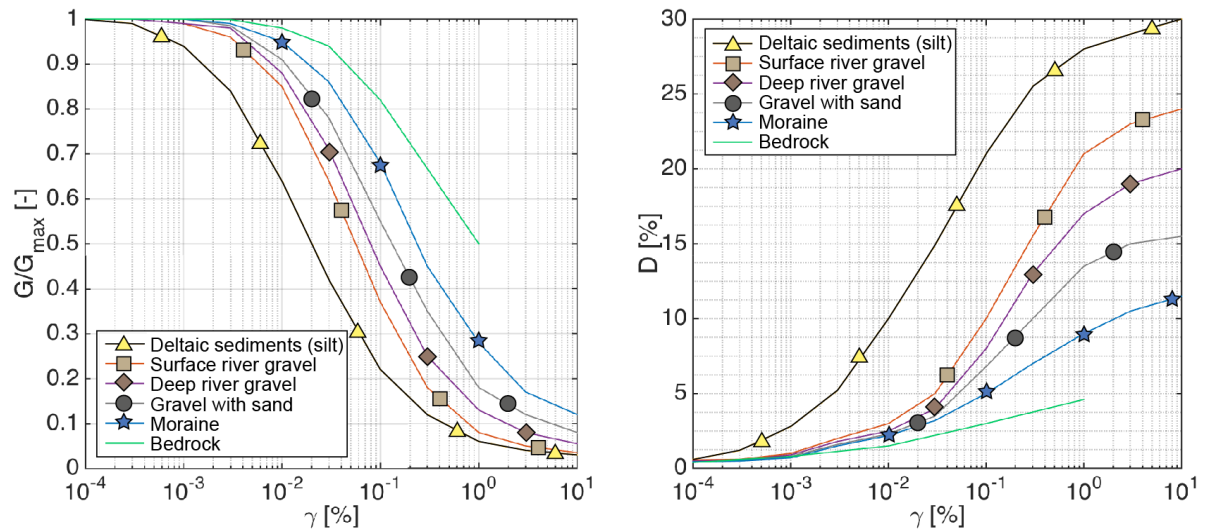 1
0.9
0.8
0.7
0.6
0.5
0.4
0.3
0.2
0.1
0
G/Gmax [-]
Deltaic sediments (silt)
Surface river gravel
Deep river gravel
Gravel with sand
Moraine
Bedrock
10-4 10-3 10-2 10-1 100 101
γ [%]
30
25
20
15
10
5
0
D [%]
Deltaic sediments (silt)
Surface river gravel
Deep river gravel
Gravel with sand
Moraine
Bedrock
10-4 10-3 10-2 10-1 100 101
γ [%]